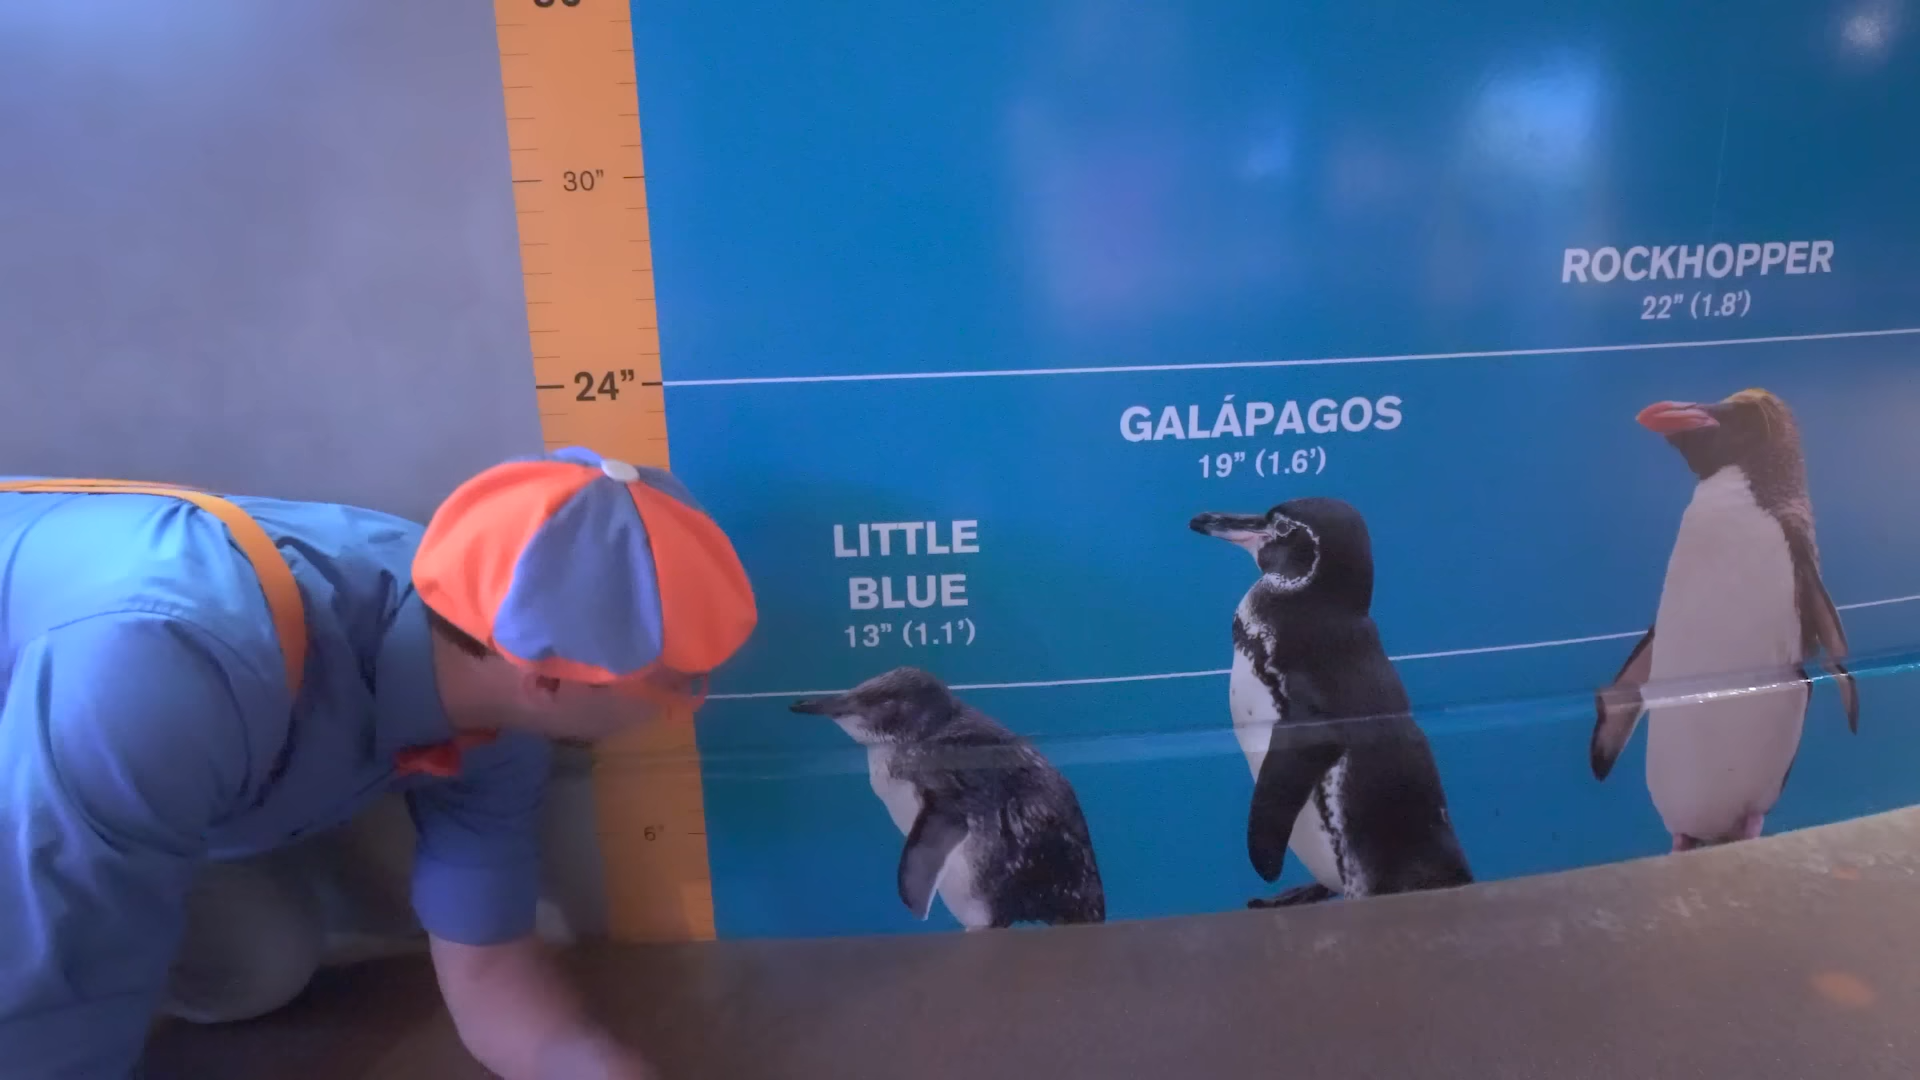 30"
24"
6"
ROCKHOPPER
22" (1.8')
GALÁPAGOS
19" (1.6')
LITTLE
BLUE
13" (1.1')